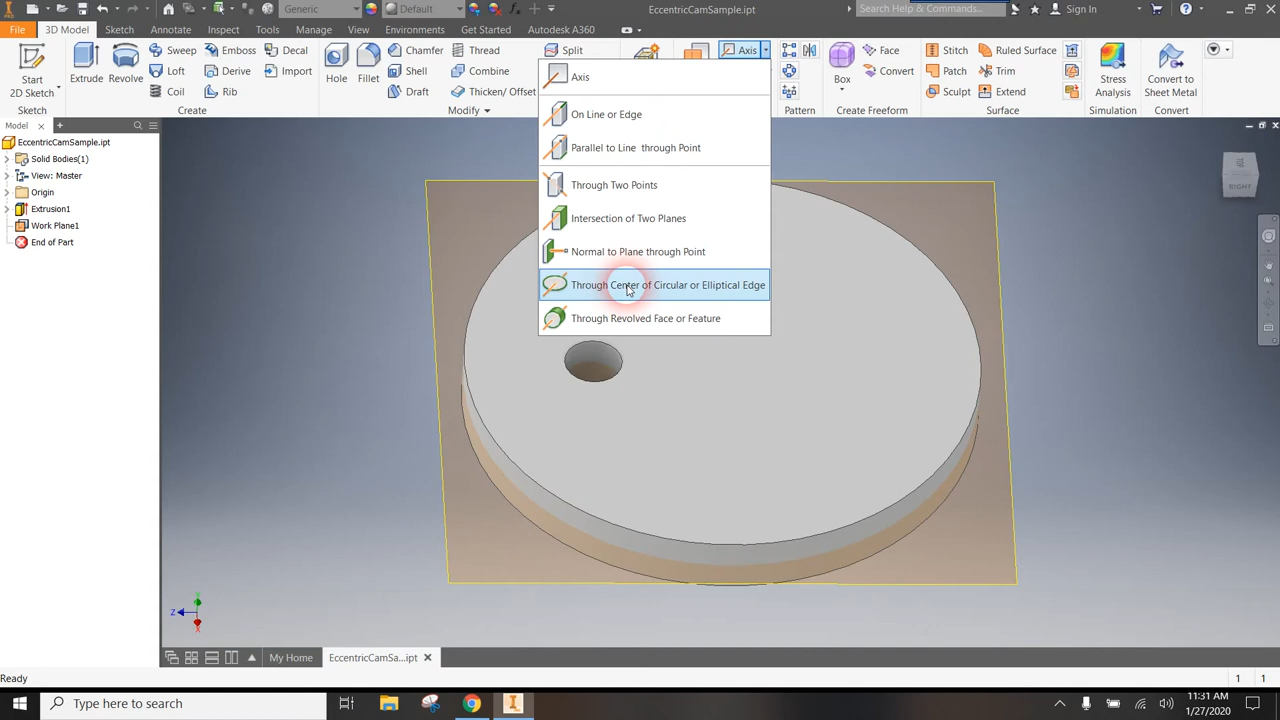 Generic
Default
EccentricCamSample.ipt
Search Help & Commands...
Sign In
File
3D Model
Sketch
Annotate
Inspect
Tools
Manage
View
Environments
Get Started
Autodesk A360
Start
2D Sketch
Sketch
Extrude
Revolve
Sweep
Loft
Coil
Emboss
Derive
Rib
Decal
Import
Create
Hole
Fillet
Chamfer
Shell
Draft
Thread
Combine
Thicken/ Offset
Split
Modify
Axis
Axis
On Line or Edge
Parallel to Line through Point
Through Two Points
Intersection of Two Planes
Normal to Plane through Point
Through Center of Circular or Elliptical Edge
Through Revolved Face or Feature
Pattern
Box
Face
Convert
Create Freeform
Stitch
Patch
Sculpt
Ruled Surface
Trim
Extend
Surface
Stress
Analysis
Simulation
Convert to
Sheet Metal
Convert
Model
EccentricCamSample.ipt
Solid Bodies(1)
View: Master
Origin
Extrusion1
Work Plane1
End of Part
RIGHT
Z
Y
X
My Home
EccentricCamSa...ipt
Ready
1
1
Type here to search
11:31 AM
1/27/2020